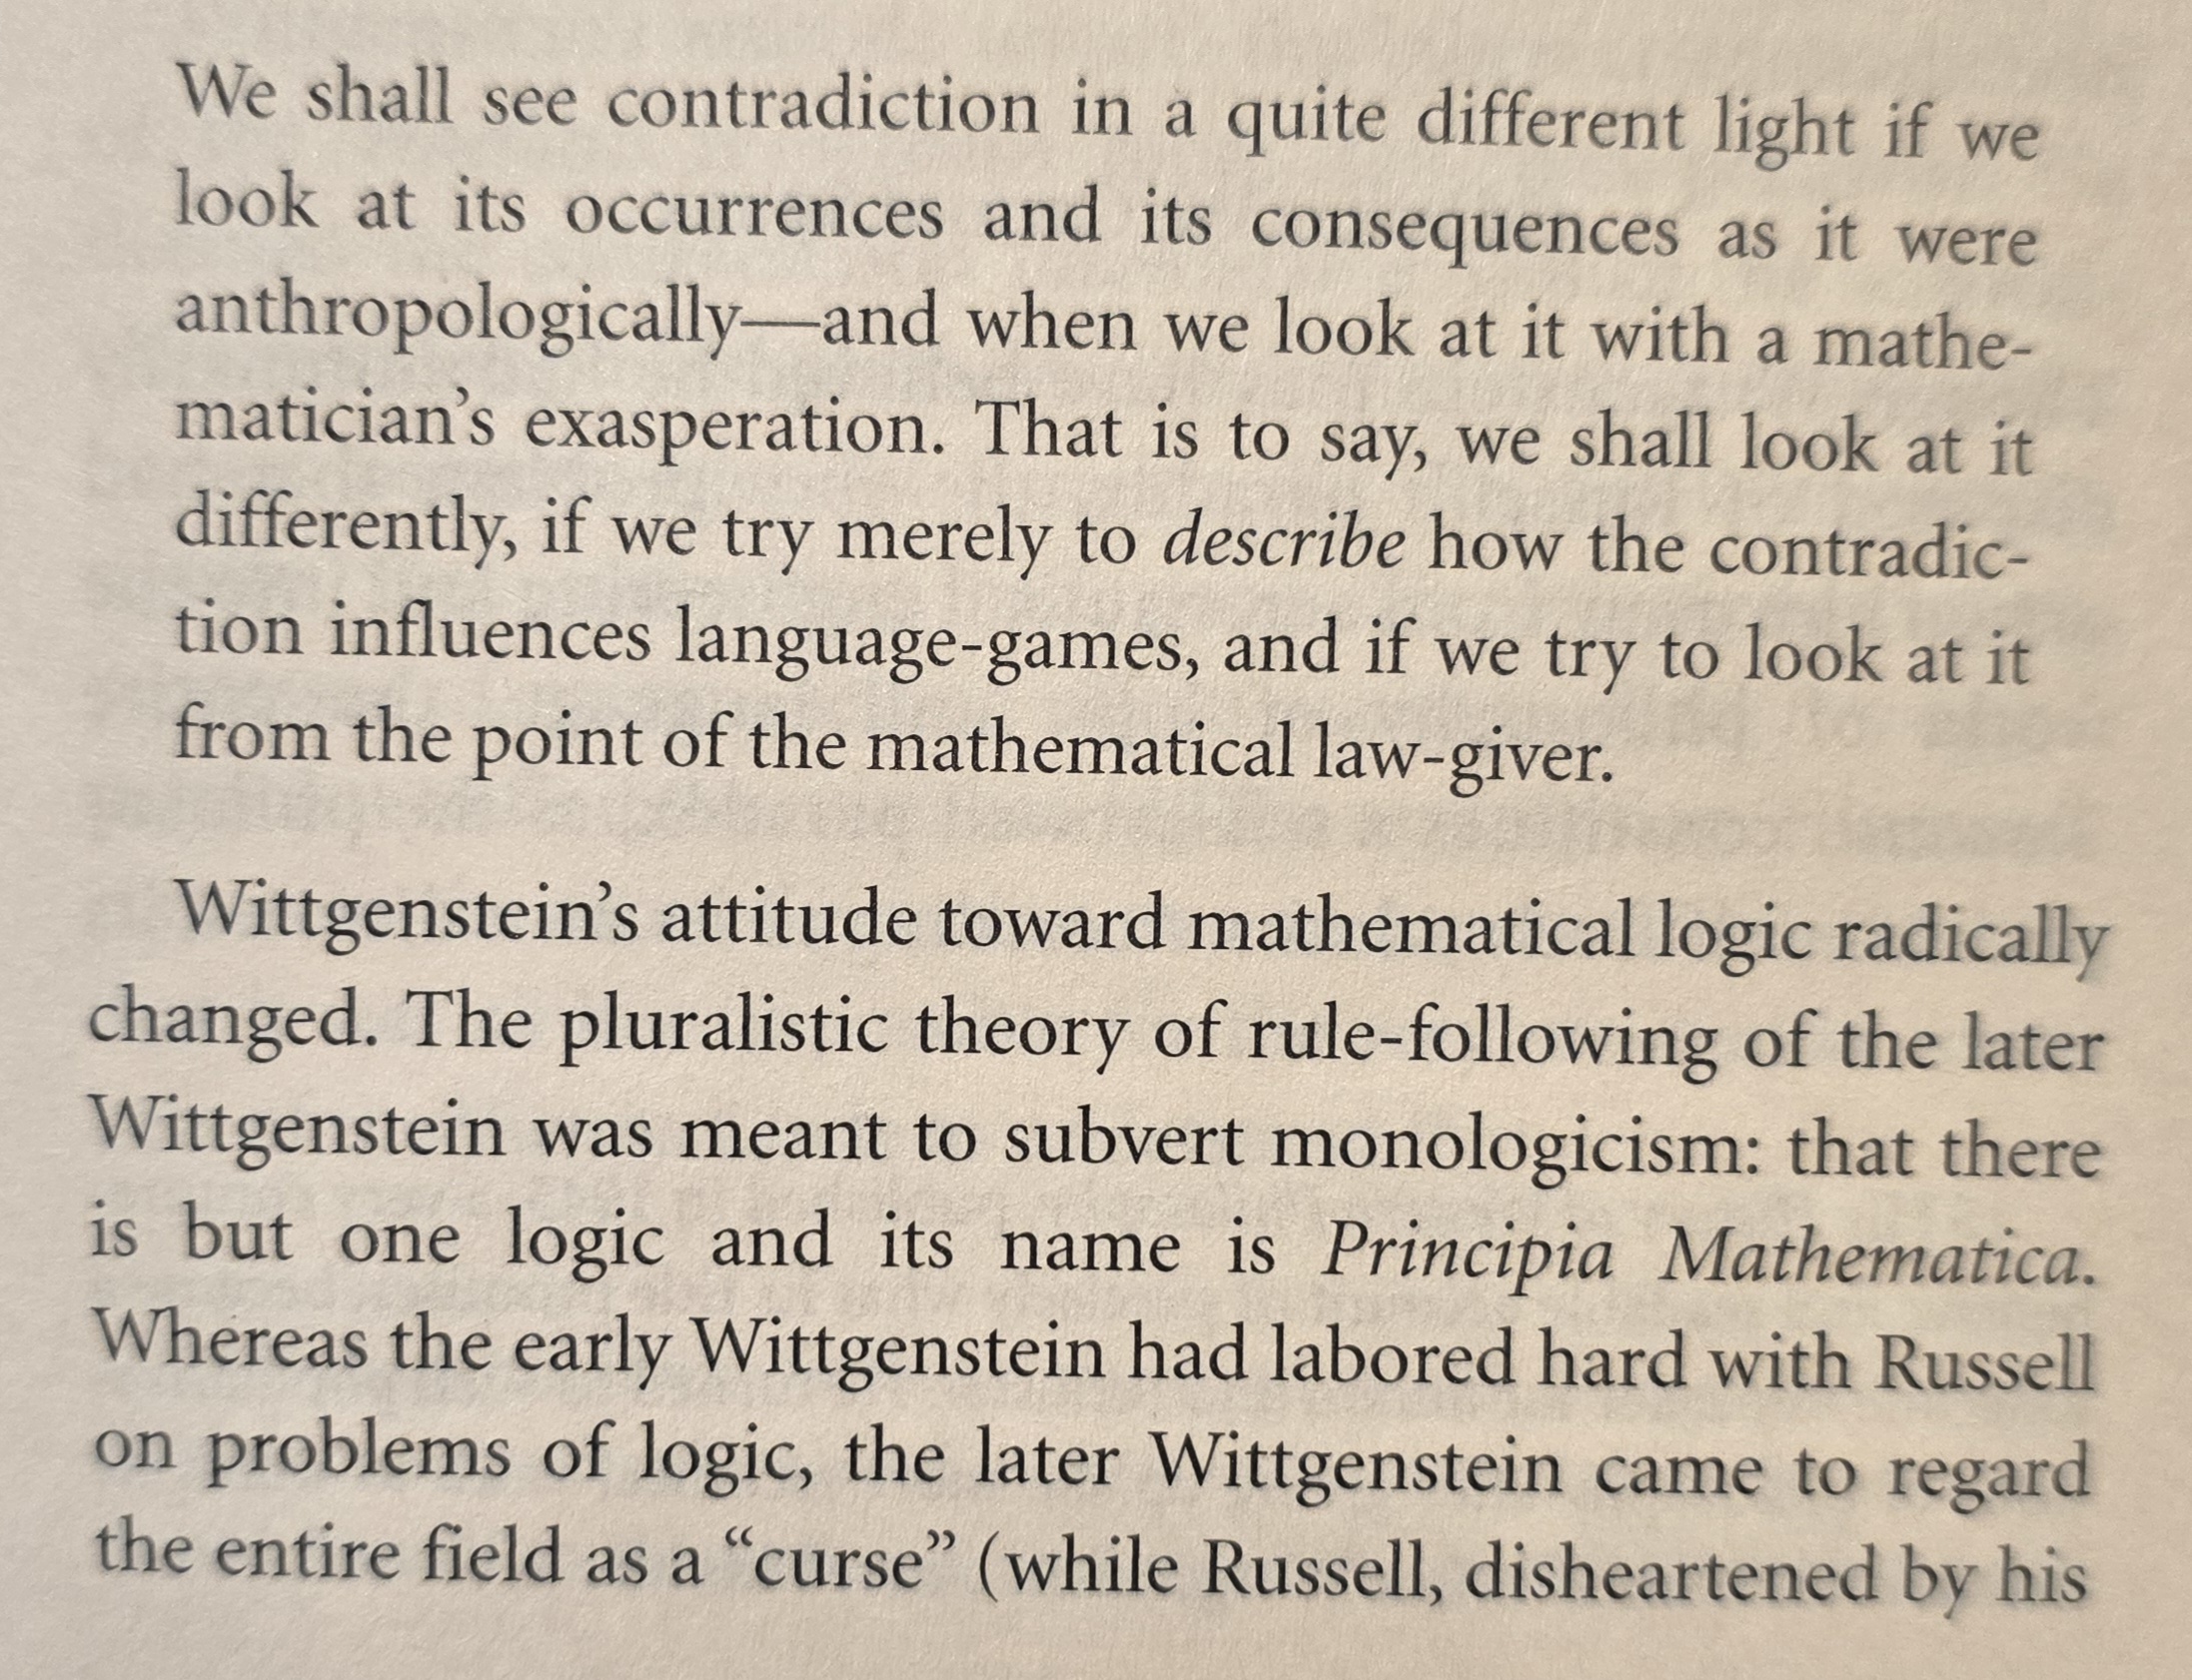 We shall see contradiction in a quite different light if we
look at its occurrences and its consequences as it were
anthropologically—and when we look at it with a mathe-
matician’s exasperation. That is to say, we shall look at it
differently, if we try merely to describe how the contradic-
tion influences language-games, and if we try to look at it
from the point of the mathematical law-giver.
Wittgenstein’s attitude toward mathematical logic radically
changed. The pluralistic theory of rule-following of the later
Wittgenstein was meant to subvert monologicism: that there
is but one logic and its name is Principia Mathematica.
Whereas the early Wittgenstein had labored hard with Russell
on problems of logic, the later Wittgenstein came to regard
the entire field as a “curse” (while Russell, disheartened by his